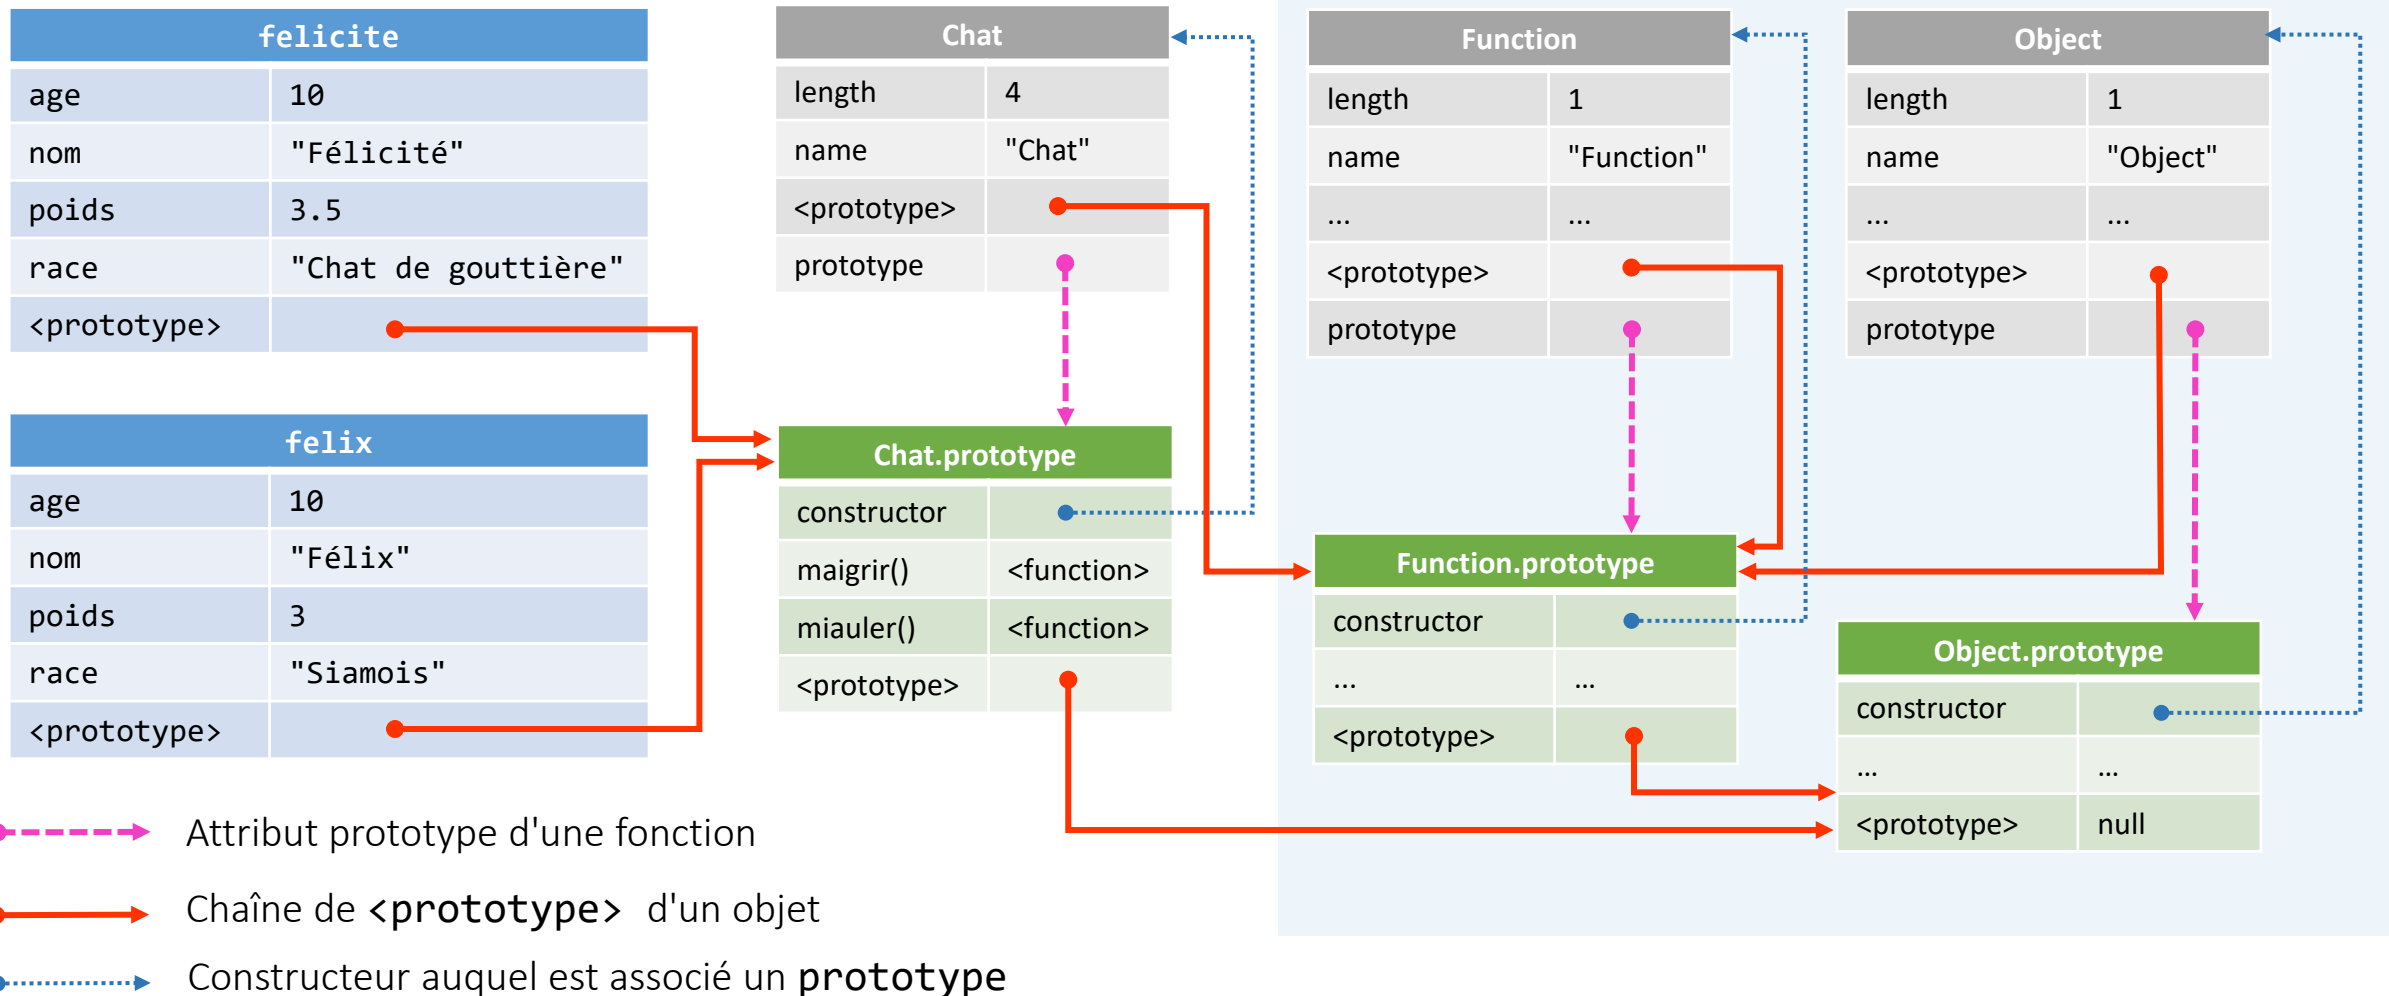 felicite
age 10
nom "Félicité"
poids 3.5
race "Chat de gouttière"
<prototype>
felix
age 10
nom "Félix"
poids 3
race "Siamois"
<prototype>
Chat
length 4
name "Chat"
<prototype>
prototype
Chat.prototype
constructor
maigrir() <function>
miauler() <function>
<prototype>
Function
length 1
name "Function"
... ...
<prototype>
prototype
Function.prototype
constructor
... ...
<prototype>
Object
length 1
name "Object"
... ...
<prototype>
prototype
Object.prototype
constructor
... ...
<prototype> null
Attribut prototype d'une fonction
Chaîne de <prototype> d'un objet
Constructeur auquel est associé un prototype